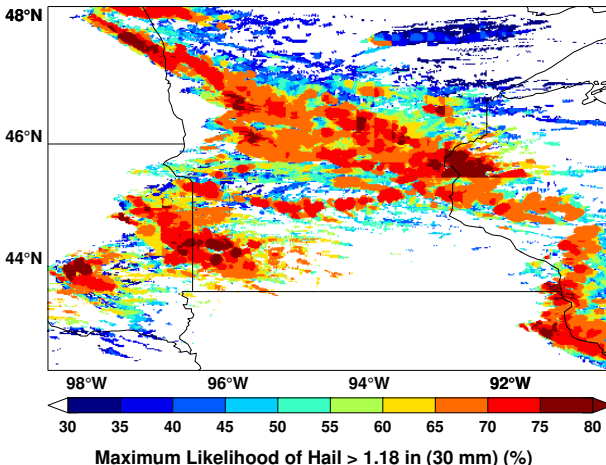 48°N
46°N
44°N
98°W 96°W 94°W 92°W
30 35 40 45 50 55 60 65 70 75 80
Maximum Likelihood of Hail > 1.18 in (30 mm) (%)